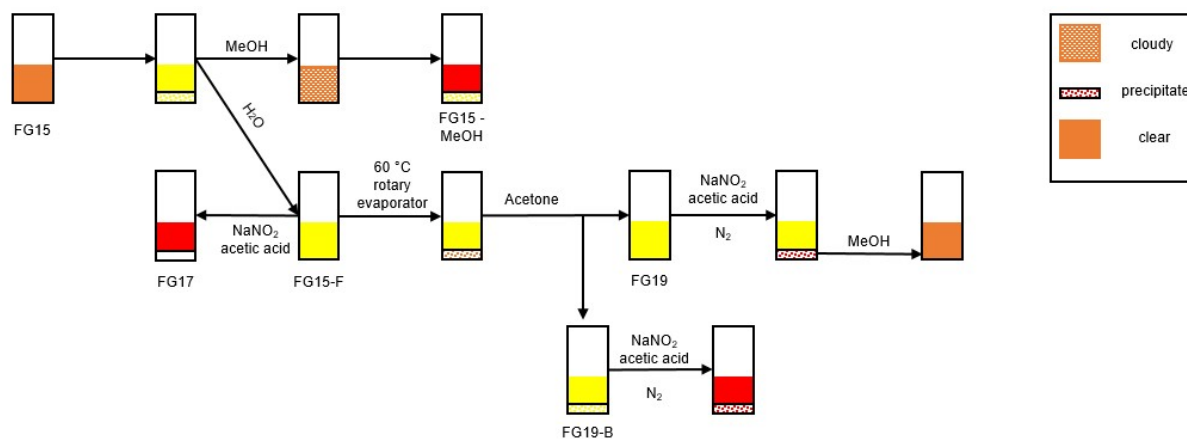 MeOH
FG15
H₂O
FG15 -
MeOH
cloudy
precipitate
clear
60 °C
rotary
evaporator
Acetone
NaNO₂
acetic acid
N₂
MeOH
NaNO₂
acetic acid
FG17
FG15-F
FG19
NaNO₂
acetic acid
N₂
FG19-B